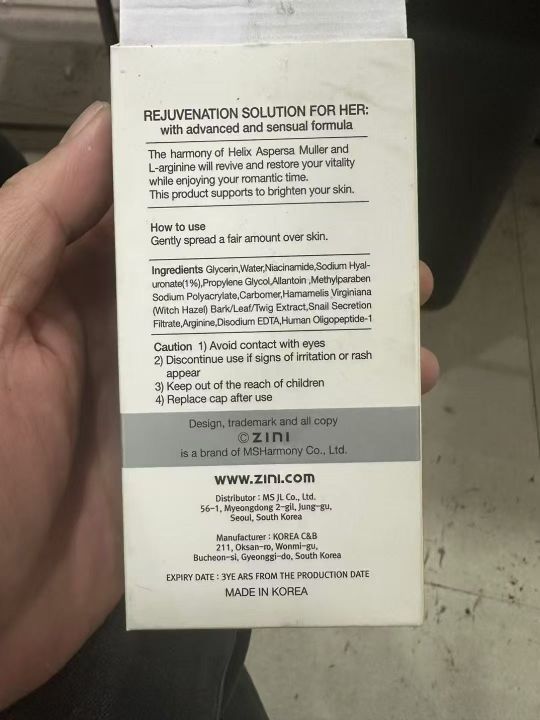 REJUVENATION SOLUTION FOR HER:
with advanced and sensual formula
The harmony of Helix Aspersa Muller and
L-arginine will revive and restore your vitality
while enjoying your romantic time.
This product supports to brighten your skin.
How to use
Gently spread a fair amount over skin.
Ingredients Glycerin,Water,Niacinamide,Sodium Hyal-
uronate(1%),Propylene Glycol,Allantoin ,Methylparaben
Sodium Polyacrylate,Carbomer,Hamamelis Virginiana
(Witch Hazel) Bark/Leaf/Twig Extract,Snail Secretion
Filtrate,Arginine,Disodium EDTA,Human Oligopeptide-1
Caution 1) Avoid contact with eyes
2) Discontinue use if signs of irritation or rash
appear
3) Keep out of the reach of children
4) Replace cap after use
Design, trademark and all copy
© ZINI
is a brand of MSHarmony Co., Ltd.
www.zini.com
Distributor : MS JL Co., Ltd.
56-1, Myeongdong 2-gil, Jung-gu,
Seoul, South Korea
Manufacturer : KOREA C&B
211, Oksan-ro, Wonmi-gu,
Bucheon-si, Gyeonggi-do, South Korea
EXPIRY DATE : 3YE ARS FROM THE PRODUCTION DATE
MADE IN KOREA